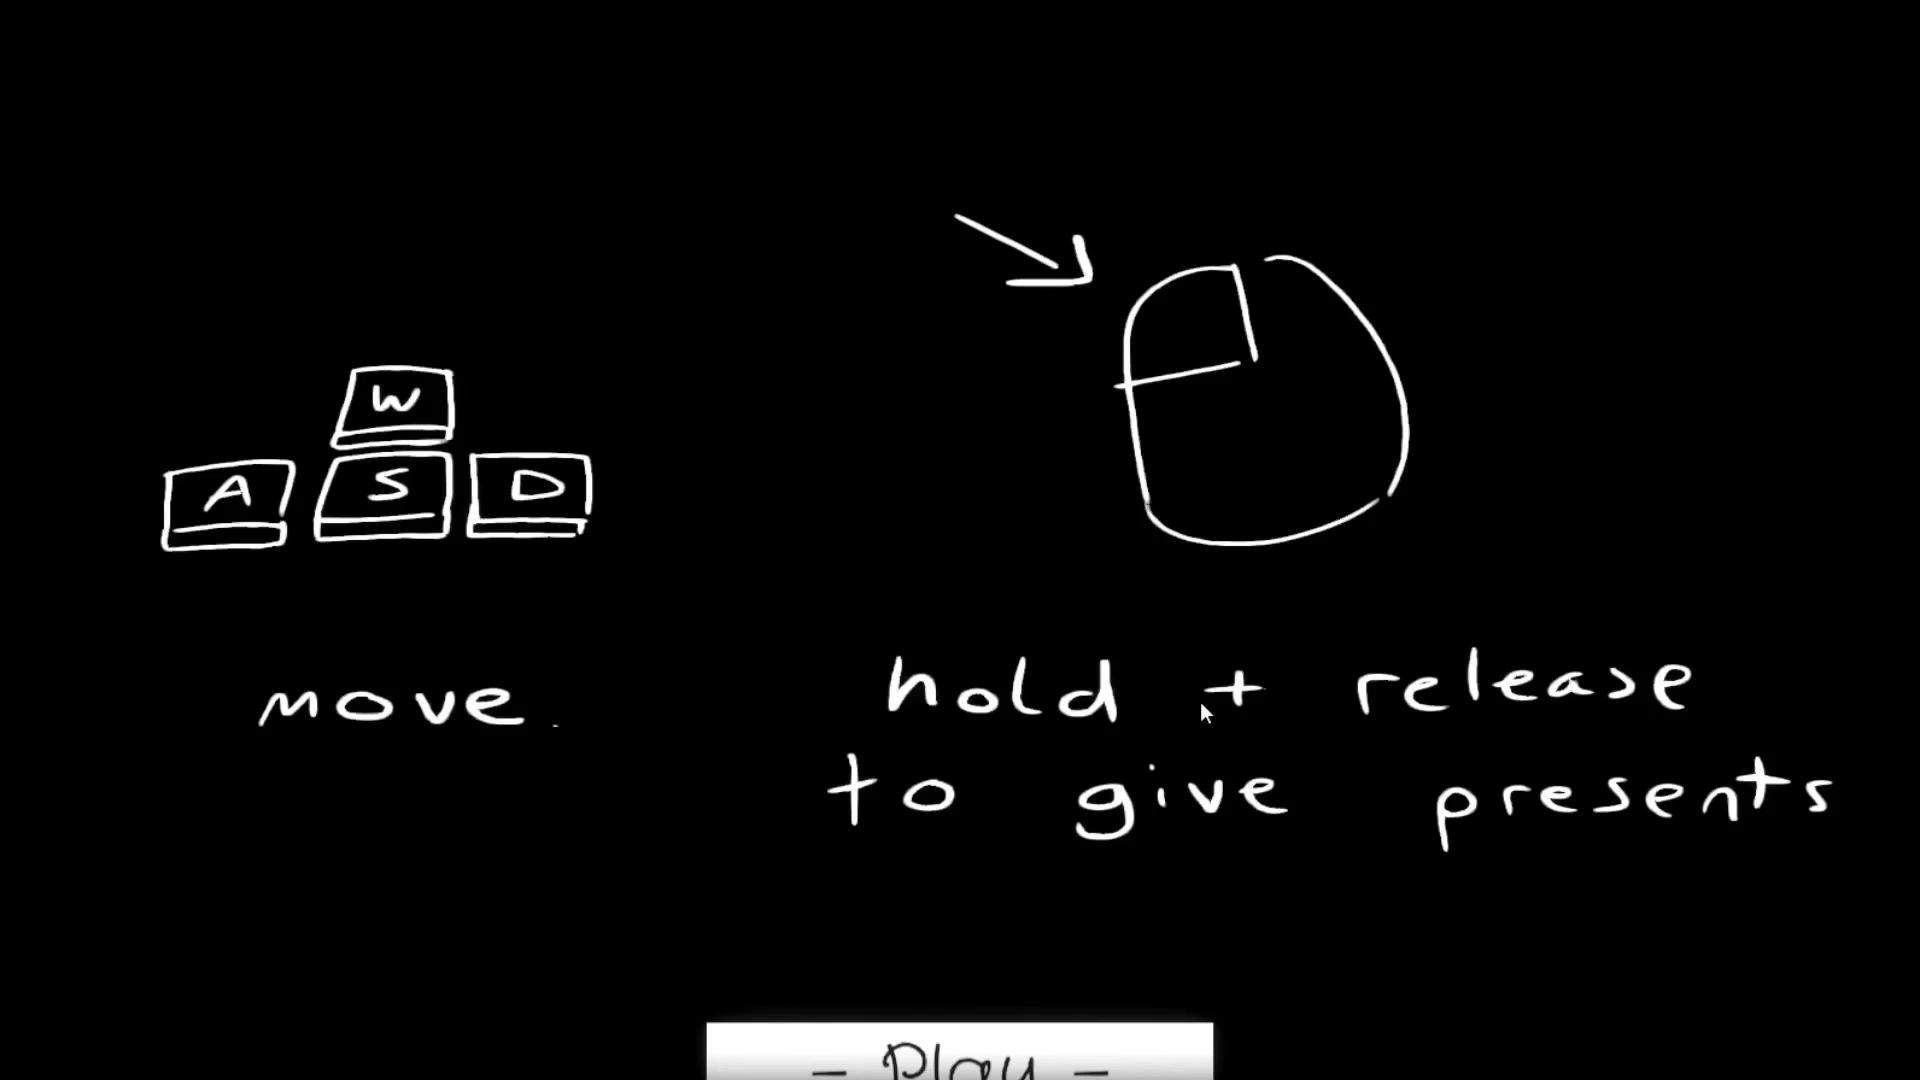 W
A S D
move.
hold + release
to give presents
- Play -